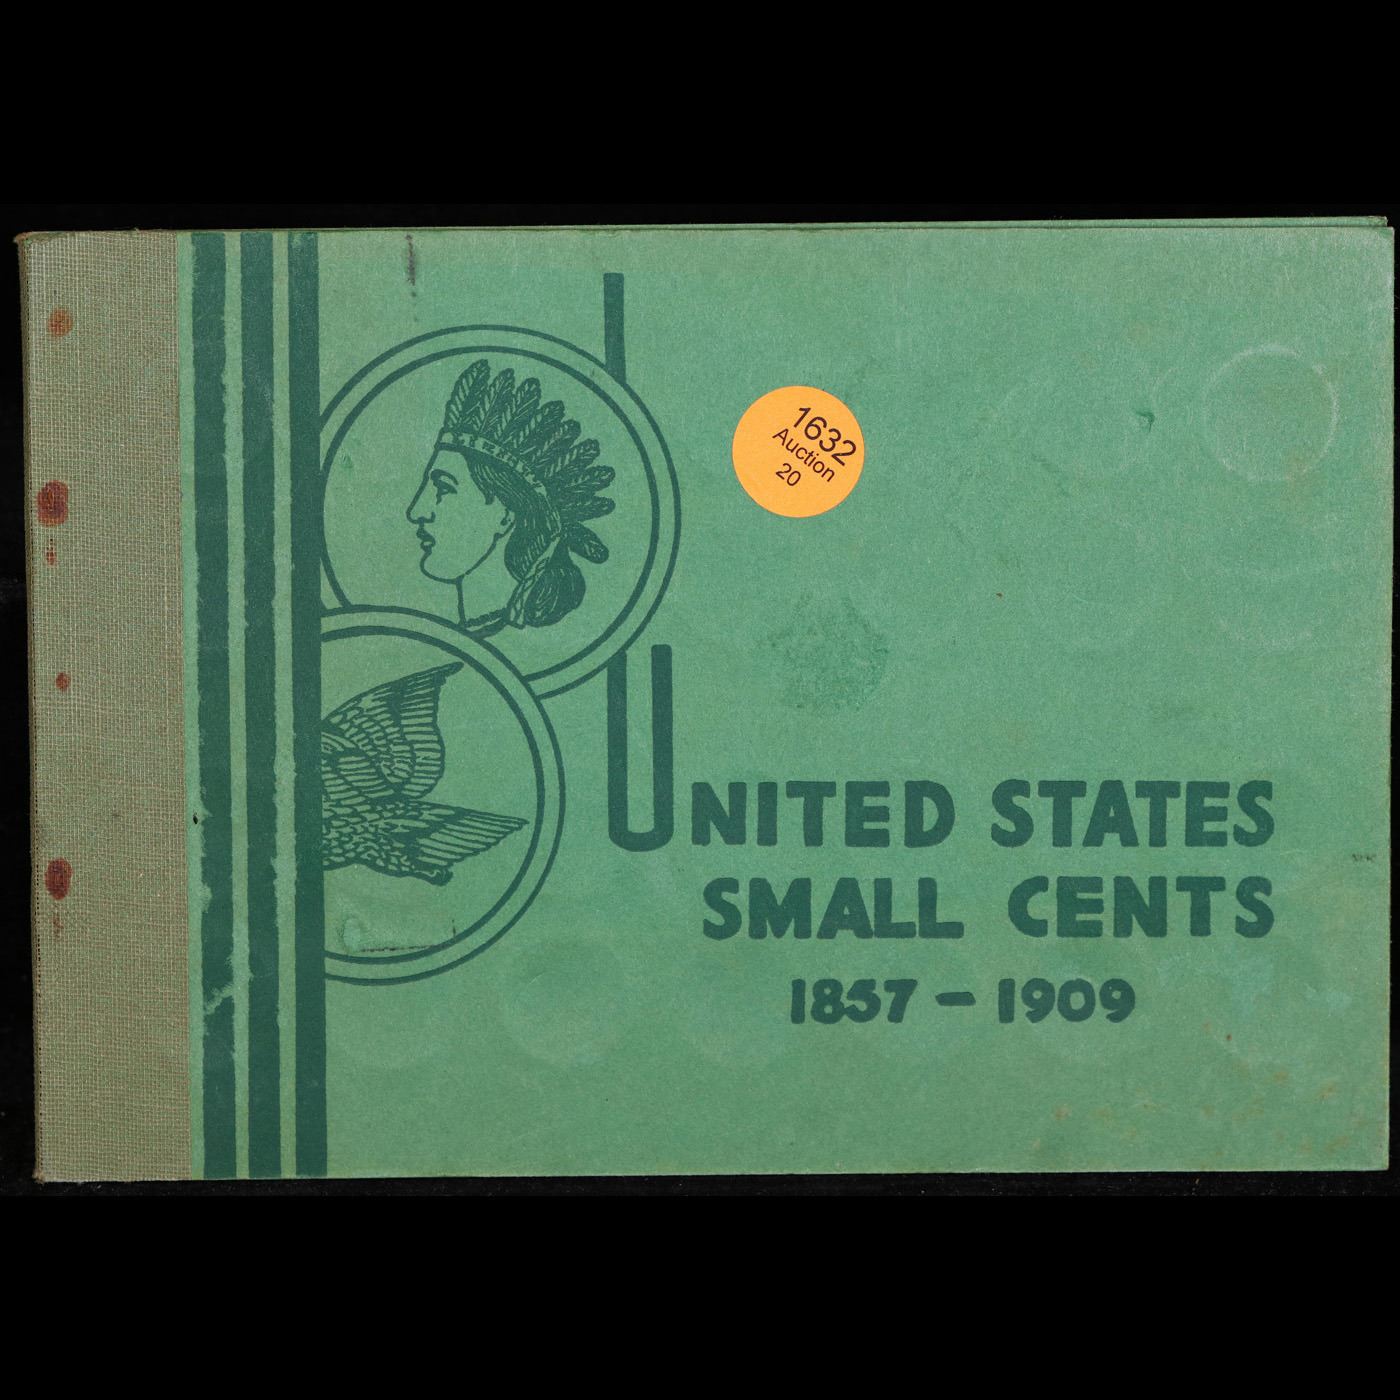 1632
Auction
20
UNITED STATES
SMALL CENTS
1857 – 1909